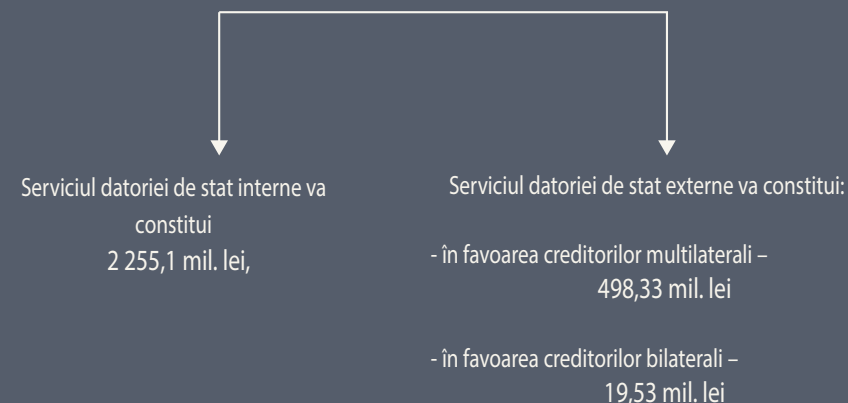 Serviciul datoriei de stat interne va
constitui
2 255,1 mil. lei,
Serviciul datoriei de stat externe va constitui:
- în favoarea creditorilor multilaterali –
498,33 mil. lei
- în favoarea creditorilor bilaterali –
19,53 mil. lei